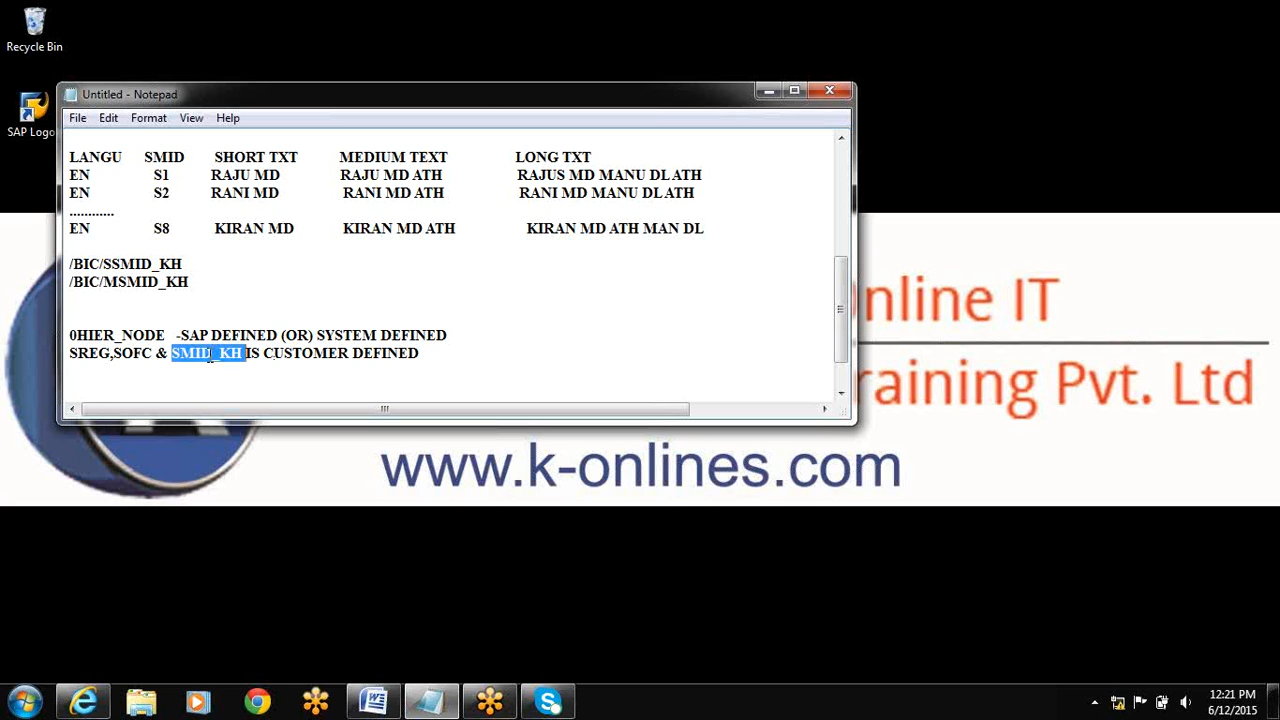 Recycle Bin
SAP Logo
Untitled - Notepad
File Edit Format View Help
LANGU SMID SHORT TXT MEDIUM TEXT LONG TXT
EN S1 RAJU MD RAJU MD ATH RAJUS MD MANU DL ATH
EN S2 RANI MD RANI MD ATH RANI MD MANU DL ATH
............
EN S8 KIRAN MD KIRAN MD ATH KIRAN MD ATH MAN DL
/BIC/SSMID_KH
/BIC/MSMID_KH
0HIER_NODE -SAP DEFINED (OR) SYSTEM DEFINED
SREG,SOFC & SMID_KH IS CUSTOMER DEFINED
nline IT
raining Pvt. Ltd
www.k-onlines.com
12:21 PM
6/12/2015